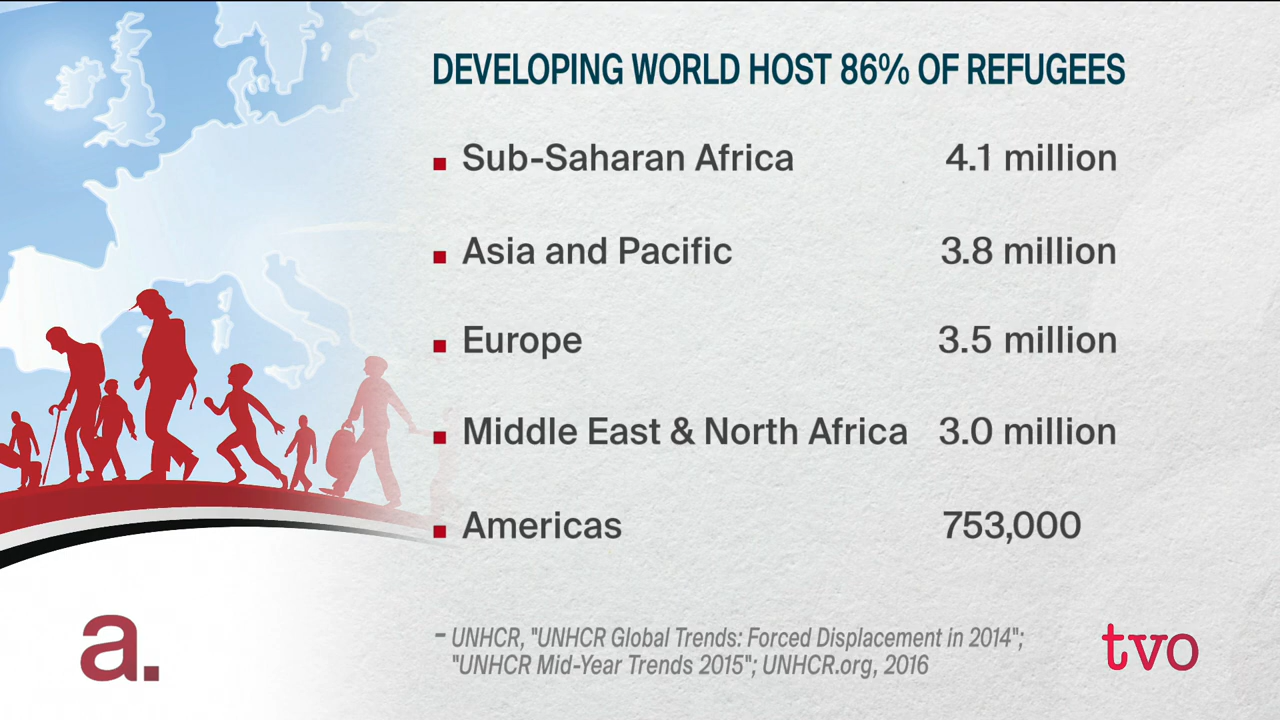 DEVELOPING WORLD HOST 86% OF REFUGEES
Sub-Saharan Africa 4.1 million
Asia and Pacific 3.8 million
Europe 3.5 million
Middle East & North Africa 3.0 million
Americas 753,000
– UNHCR, "UNHCR Global Trends: Forced Displacement in 2014";
"UNHCR Mid-Year Trends 2015"; UNHCR.org, 2016
a.
tvo